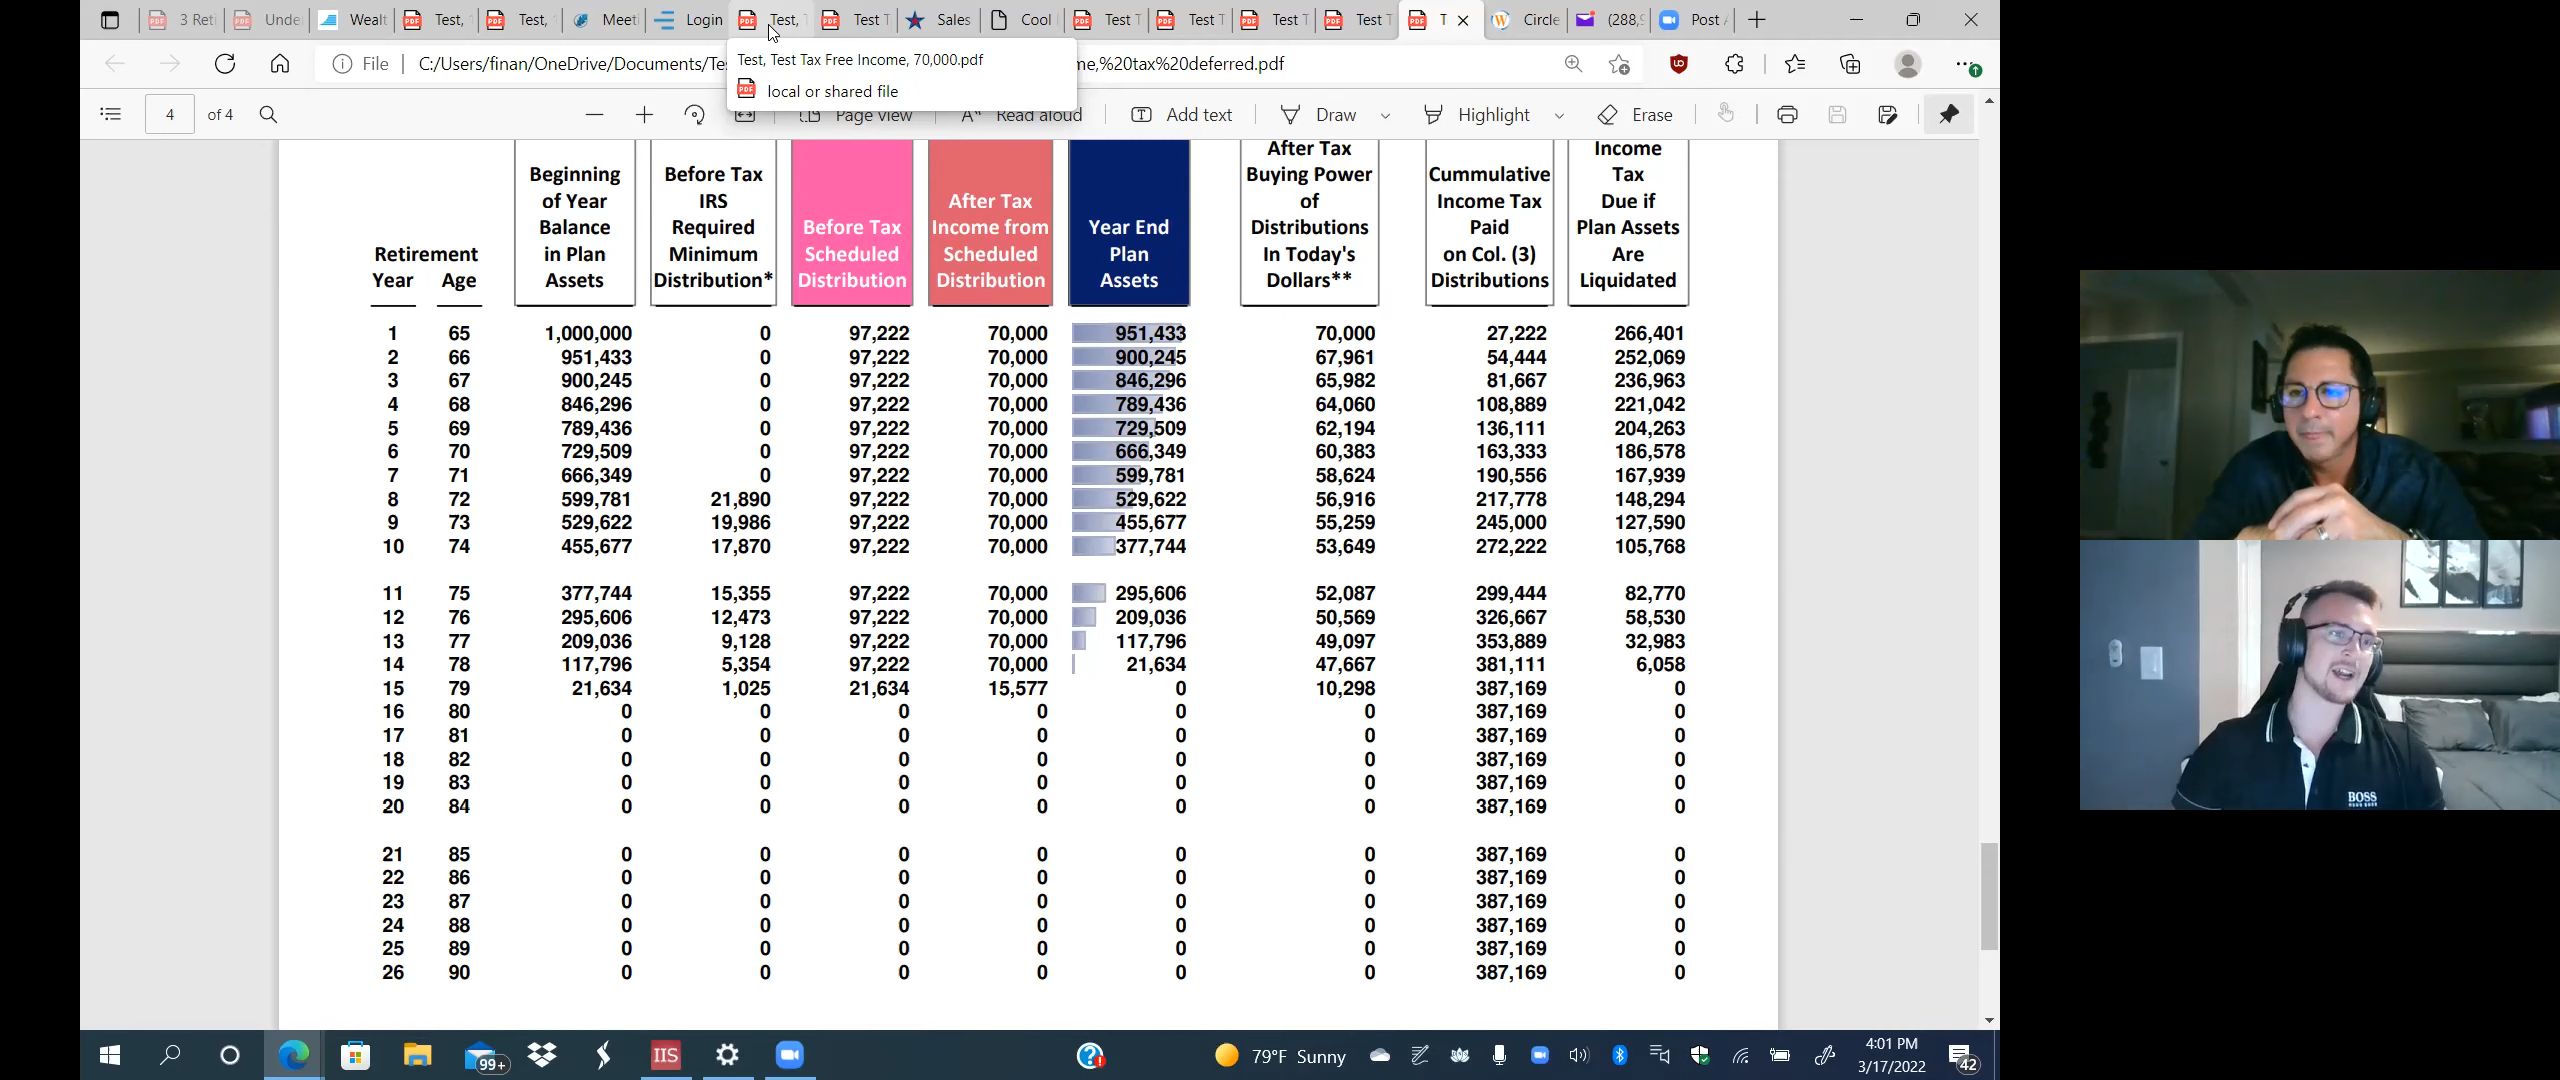 3 Reti
Unde
Wealt
Test,
Test,
Meeti
Login
Test,
Test T
Sales
Cool
Test T
Test T
Test T
Test T
T
Circle
(288,9
Post A
File
C:/Users/finan/OneDrive/Documents/Te
me,%20tax%20deferred.pdf
Test, Test Tax Free Income, 70,000.pdf
local or shared file
4 of 4
Page view
Read aloud
Add text
Draw
Highlight
Erase
Retirement
Year Age
Beginning
of Year
Balance
in Plan
Assets
Before Tax
IRS
Required
Minimum
Distribution*
Before Tax
Scheduled
Distribution
After Tax
Income from
Scheduled
Distribution
Year End
Plan
Assets
After Tax
Buying Power
of
Distributions
In Today's
Dollars**
Cummulative
Income Tax
Paid
on Col. (3)
Distributions
Income
Tax
Due if
Plan Assets
Are
Liquidated
1 65 1,000,000 0 97,222 70,000 951,433 70,000 27,222 266,401
2 66 951,433 0 97,222 70,000 900,245 67,961 54,444 252,069
3 67 900,245 0 97,222 70,000 846,296 65,982 81,667 236,963
4 68 846,296 0 97,222 70,000 789,436 64,060 108,889 221,042
5 69 789,436 0 97,222 70,000 729,509 62,194 136,111 204,263
6 70 729,509 0 97,222 70,000 666,349 60,383 163,333 186,578
7 71 666,349 0 97,222 70,000 599,781 58,624 190,556 167,939
8 72 599,781 21,890 97,222 70,000 529,622 56,916 217,778 148,294
9 73 529,622 19,986 97,222 70,000 455,677 55,259 245,000 127,590
10 74 455,677 17,870 97,222 70,000 377,744 53,649 272,222 105,768
11 75 377,744 15,355 97,222 70,000 295,606 52,087 299,444 82,770
12 76 295,606 12,473 97,222 70,000 209,036 50,569 326,667 58,530
13 77 209,036 9,128 97,222 70,000 117,796 49,097 353,889 32,983
14 78 117,796 5,354 97,222 70,000 21,634 47,667 381,111 6,058
15 79 21,634 1,025 21,634 15,577 0 10,298 387,169 0
16 80 0 0 0 0 0 0 387,169 0
17 81 0 0 0 0 0 0 387,169 0
18 82 0 0 0 0 0 0 387,169 0
19 83 0 0 0 0 0 0 387,169 0
20 84 0 0 0 0 0 0 387,169 0
21 85 0 0 0 0 0 0 387,169 0
22 86 0 0 0 0 0 0 387,169 0
23 87 0 0 0 0 0 0 387,169 0
24 88 0 0 0 0 0 0 387,169 0
25 89 0 0 0 0 0 0 387,169 0
26 90 0 0 0 0 0 0 387,169 0
BOSS
HUGO BOSS
99+
IIS
79°F Sunny
4:01 PM
3/17/2022
42